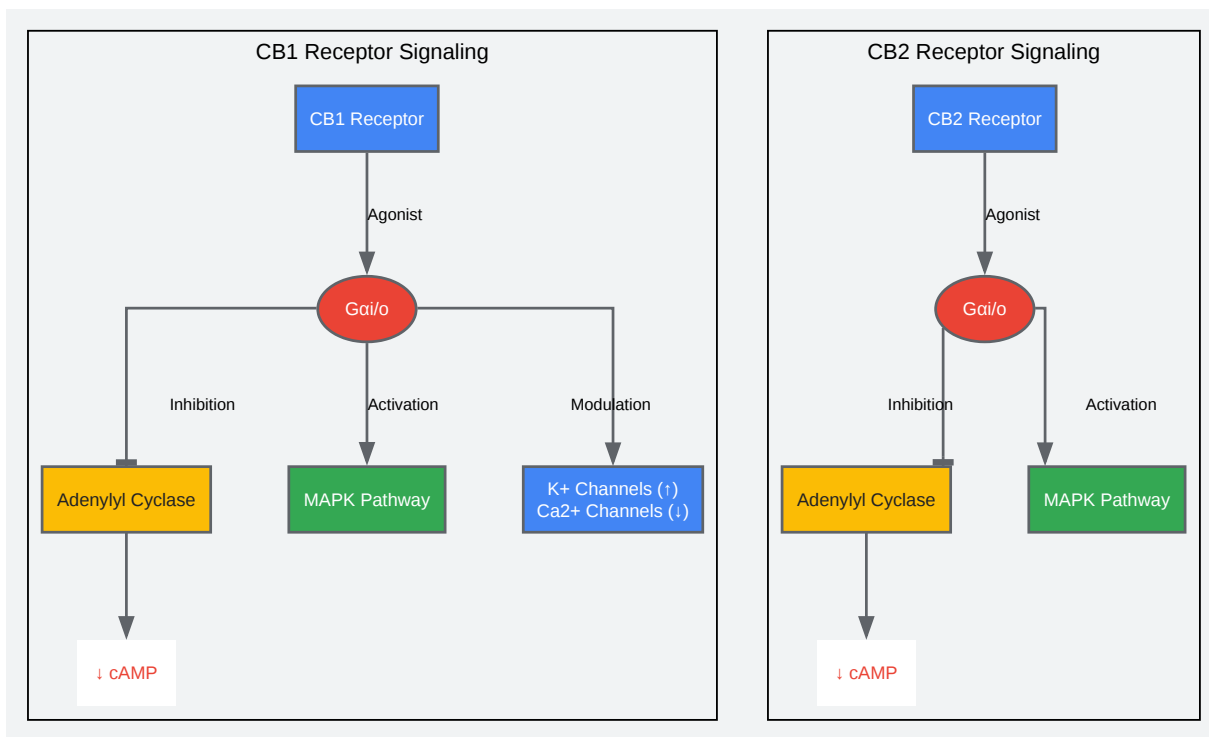 CB1 Receptor Signaling
CB1 Receptor
Agonist
Gαi/o
Inhibition
Activation
Modulation
Adenylyl Cyclase
MAPK Pathway
K+ Channels (↑)
Ca2+ Channels (↓)
↓ cAMP
CB2 Receptor Signaling
CB2 Receptor
Agonist
Gαi/o
Inhibition
Activation
Adenylyl Cyclase
MAPK Pathway
↓ cAMP